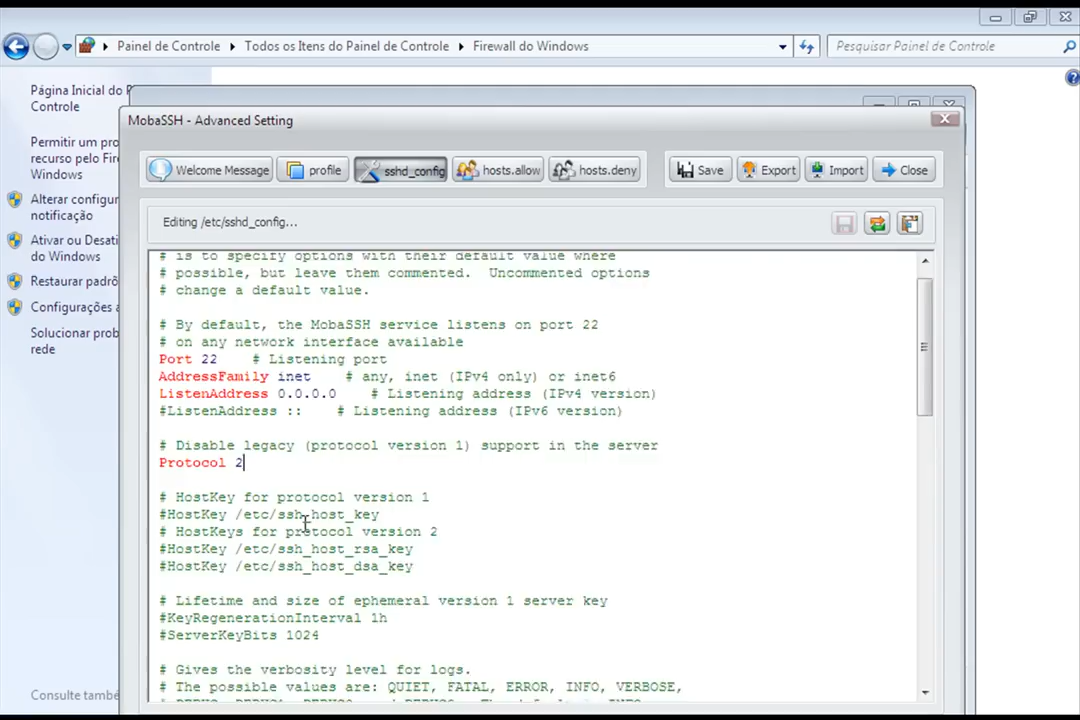 Painel de Controle
Todos os Itens do Painel de Controle
Firewall do Windows
Pesquisar Painel de Controle
Página Inicial do P
Controle
Permitir um pro
recurso pelo Fire
Windows
Alterar configur
notificação
Ativar ou Desati
do Windows
Restaurar padrõ
Configurações a
Solucionar prob
rede
Consulte també
MobaSSH - Advanced Setting
Welcome Message
profile
sshd_config
hosts.allow
hosts.deny
Save
Export
Import
Close
Editing /etc/sshd_config...
# is to specify options with their default value where
# possible, but leave them commented.  Uncommented options
# change a default value.
# By default, the MobaSSH service listens on port 22
# on any network interface available
Port 22    # Listening port
AddressFamily inet    # any, inet (IPv4 only) or inet6
ListenAddress 0.0.0.0    # Listening address (IPv4 version)
#ListenAddress ::    # Listening address (IPv6 version)
# Disable legacy (protocol version 1) support in the server
Protocol 2
# HostKey for protocol version 1
#HostKey /etc/ssh_host_key
# HostKeys for protocol version 2
#HostKey /etc/ssh_host_rsa_key
#HostKey /etc/ssh_host_dsa_key
# Lifetime and size of ephemeral version 1 server key
#KeyRegenerationInterval 1h
#ServerKeyBits 1024
# Gives the verbosity level for logs.
# The possible values are: QUIET, FATAL, ERROR, INFO, VERBOSE,